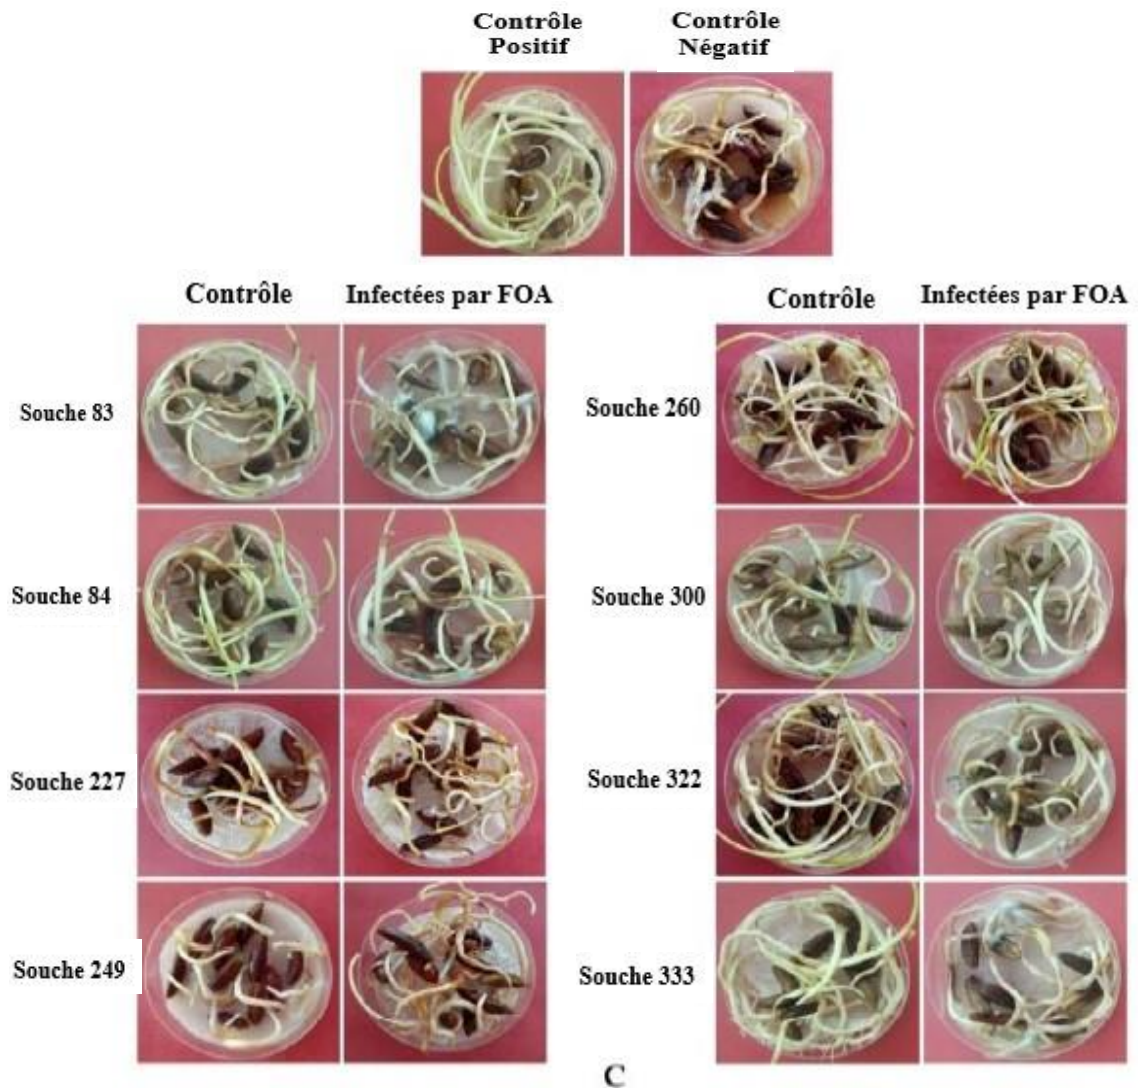 Contrôle
Positif
Contrôle
Négatif
Contrôle
Infectées par FOA
Souche 83
Souche 84
Souche 227
Souche 249
Contrôle
Infectées par FOA
Souche 260
Souche 300
Souche 322
Souche 333
C